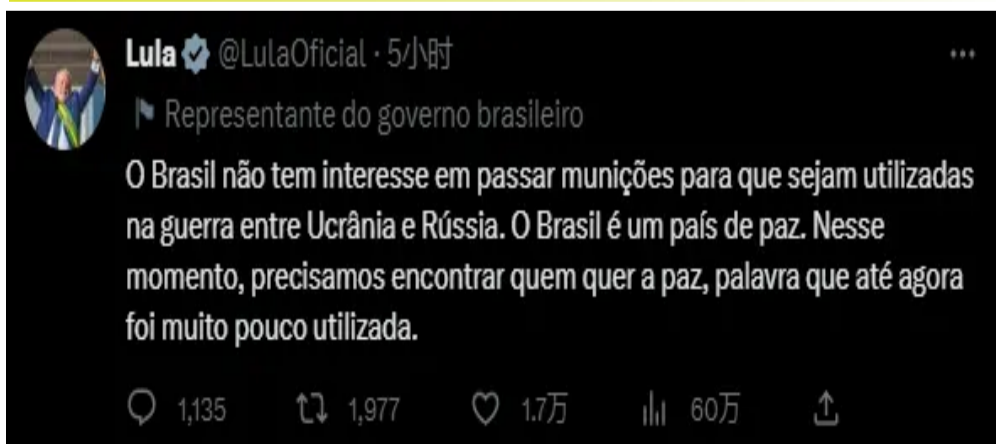 Lula @LulaOficial · 5小时
Representante do governo brasileiro
O Brasil não tem interesse em passar munições para que sejam utilizadas
na guerra entre Ucrânia e Rússia. O Brasil é um país de paz. Nesse
momento, precisamos encontrar quem quer a paz, palavra que até agora
foi muito pouco utilizada.
1,135 1,977 1.7万 60万